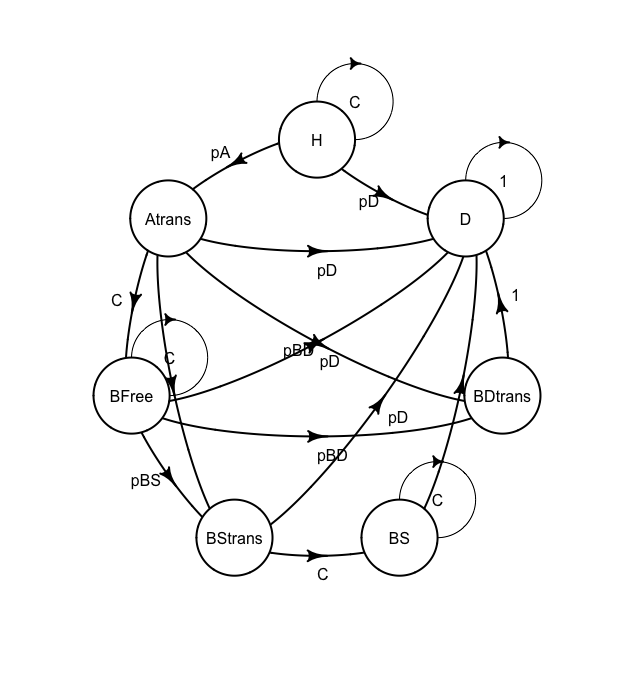 C
H
pA
pD
1
Atrans
D
pD
C
1
C
pBD
pD
BFree
BDtrans
pD
pBD
pBS
C
BStrans
BS
C